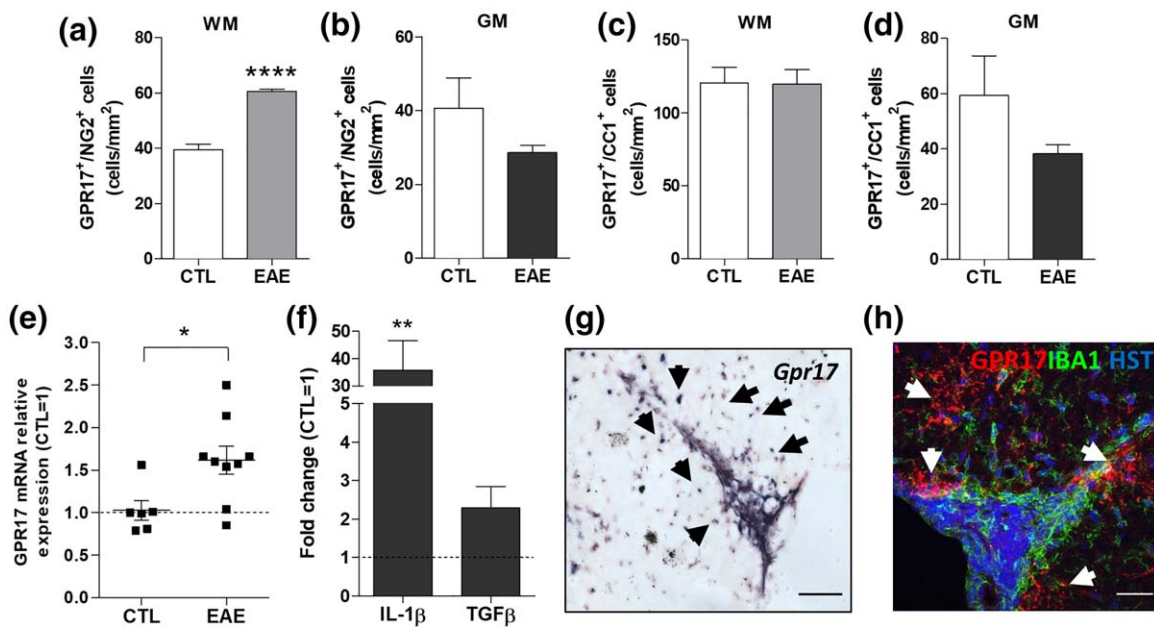 (a)
WM
GPR17⁺/NG2⁺ cells
(cells/mm²)
80
60
40
20
0
****
CTL
EAE
(b)
GM
GPR17⁺/NG2⁺ cells
(cells/mm²)
60
40
20
0
CTL
EAE
(c)
WM
GPR17⁺/CC1⁺ cells
(cells/mm²)
150
100
50
0
CTL
EAE
(d)
GM
GPR17⁺/CC1⁺ cells
(cells/mm²)
80
60
40
20
0
CTL
EAE
(e)
GPR17 mRNA relative
expression (CTL=1)
3.0
2.5
2.0
1.5
1.0
0.5
0.0
*
CTL
EAE
(f)
Fold change (CTL=1)
50
40
30
5
4
3
2
1
0
**
IL-1β
TGFβ
(g)
Gpr17
(h)
GPR17IBA1 HST